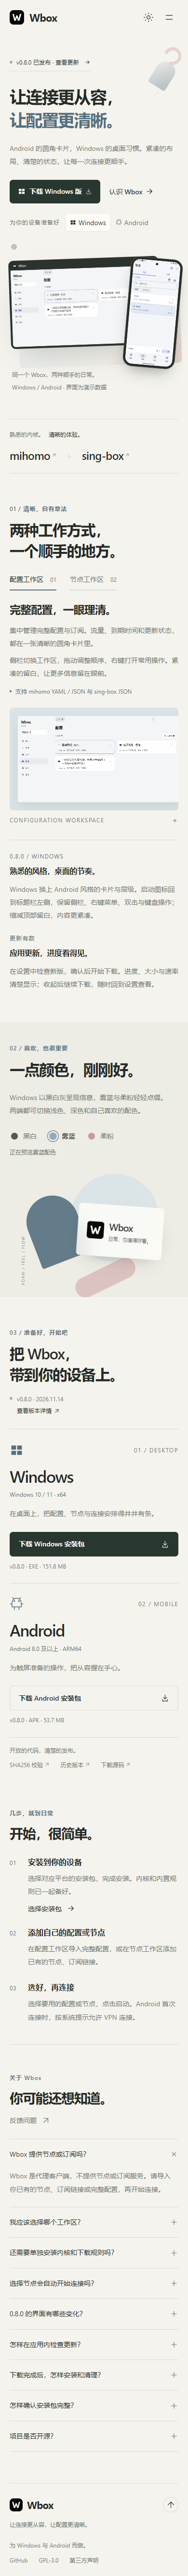 Wbox
v0.8.0 已发布 · 查看更新 →
让连接更从容,
让配置更清晰。
Android 的圆角卡片,Windows 的桌面习惯。紧凑的布
局、清楚的状态,让每一次连接更顺手。
下载 Windows 版
认识 Wbox →
为你的设备准备好
Windows
Android
同一个 Wbox,两种顺手的日常。
Windows / Android · 界面为演示数据
熟悉的内核。 清晰的体验。
mihomo
sing-box
01 / 清晰,自有章法
两种工作方式,
一个顺手的地方。
配置工作区 01
节点工作区 02
完整配置,一眼理清。
集中管理完整配置与订阅。流量、到期时间和更新状态,
都在一张清晰的圆角卡片里。
侧栏切换工作区,拖动调整顺序,右键打开常用操作。紧
凑的留白,让更多信息留在眼前。
支持 mihomo YAML / JSON 与 sing-box JSON
CONFIGURATION WORKSPACE
0.8.0 / WINDOWS
熟悉的风格,桌面的节奏。
Windows 换上 Android 风格的卡片与层级。启动图回
到标题栏左侧,保留侧栏、右键菜单、双击与键盘操作;
缩减顶部留白,内容更紧凑。
更新有数
应用更新,进度看得见。
在设置中检查新版,确认后开始下载。进度、大小与速率
清楚显示;收起后继续下载,随时回到设置查看。
02 / 喜欢,也很重要
一点颜色,刚刚好。
Windows 以黑白灰呈现信息,雾蓝与柔粉轻轻点缀。
两端都可切换浅色、深色和自己喜欢的配色。
黑白
雾蓝
柔粉
正在预览雾蓝配色
FORM / FEEL / FLOW
Wbox
日常,也值得好看。
03 / 准备好,开始吧
把 Wbox,
带到你的设备上。
v0.8.0 · 2026.11.14
查看版本详情 ↗
01 / DESKTOP
Windows
Windows 10 / 11 · x64
在桌面上,把配置、节点与连接安排得井井有条。
下载 Windows 安装包
v0.8.0 · EXE · 151.8 MB
02 / MOBILE
Android
Android 8.0 及以上 · ARM64
为触屏准备的操作,把从容握在手心。
下载 Android 安装包
v0.8.0 · APK · 53.7 MB
开放的代码,清楚的发布。
SHA256 校验 ↗ 历史版本 ↗ 下载源码 ↗
几步,就到日常
开始,很简单。
01 安装到你的设备
选择对应平台的安装包,完成安装。内核和内置规
则已一起备好。
选择安装包 →
02 添加自己的配置或节点
在配置工作区导入完整配置,或在节点工作区添加
已有的节点、订阅链接。
03 选好,再连接
选择要用的配置或节点,点击启动。Android 首次
连接时,按系统提示允许 VPN 连接。
关于 Wbox
你可能还想知道。
反馈问题 ↗
Wbox 提供节点或订阅吗?
Wbox 是代理客户端,不提供节点或订阅服务。请导入
你已有的节点、订阅链接或完整配置,再开始连接。
我应该选择哪个工作区?
还需要单独安装内核和下载规则吗?
选择节点会自动开始连接吗?
0.8.0 的界面有哪些变化?
怎样在应用内检查更新?
下载完成后,怎样安装和清理?
怎样确认安装包完整?
项目是否开源?
Wbox
让连接更从容,让配置更清晰。
为 Windows 与 Android 而做。
GitHub GPL-3.0 第三方声明